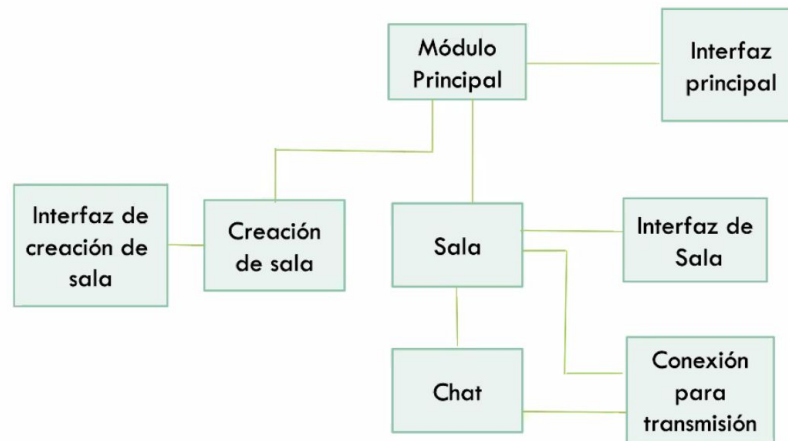 Módulo
Principal
Interfaz
principal
Interfaz de
creación de
sala
Creación
de sala
Sala
Interfaz de
Sala
Chat
Conexión
para
transmisión